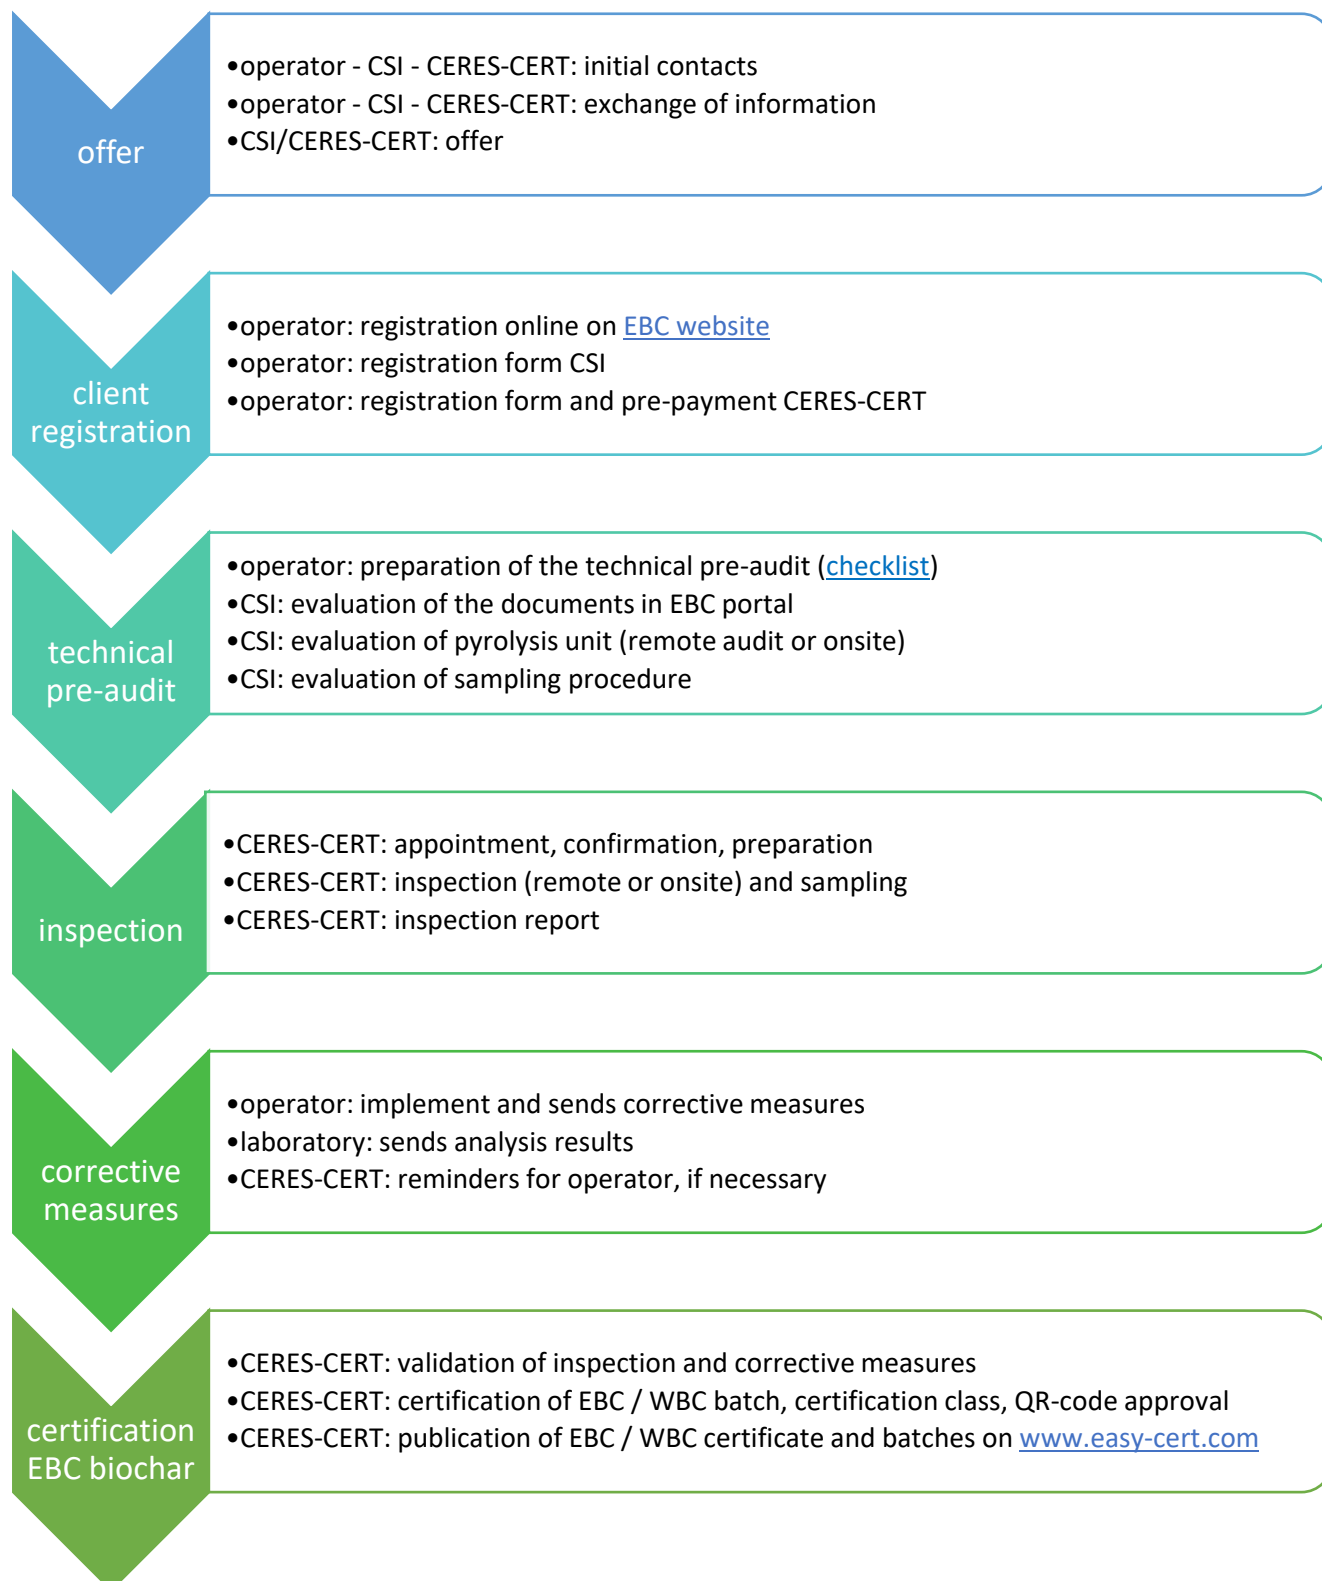 offer
•operator - CSI - CERES-CERT: initial contacts
•operator - CSI - CERES-CERT: exchange of information
•CSI/CERES-CERT: offer
client
registration
•operator: registration online on EBC website
•operator: registration form CSI
•operator: registration form and pre-payment CERES-CERT
technical
pre-audit
•operator: preparation of the technical pre-audit (checklist)
•CSI: evaluation of the documents in EBC portal
•CSI: evaluation of pyrolysis unit (remote audit or onsite)
•CSI: evaluation of sampling procedure
inspection
•CERES-CERT: appointment, confirmation, preparation
•CERES-CERT: inspection (remote or onsite) and sampling
•CERES-CERT: inspection report
corrective
measures
•operator: implement and sends corrective measures
•laboratory: sends analysis results
•CERES-CERT: reminders for operator, if necessary
certification
EBC biochar
•CERES-CERT: validation of inspection and corrective measures
•CERES-CERT: certification of EBC / WBC batch, certification class, QR-code approval
•CERES-CERT: publication of EBC / WBC certificate and batches on www.easy-cert.com